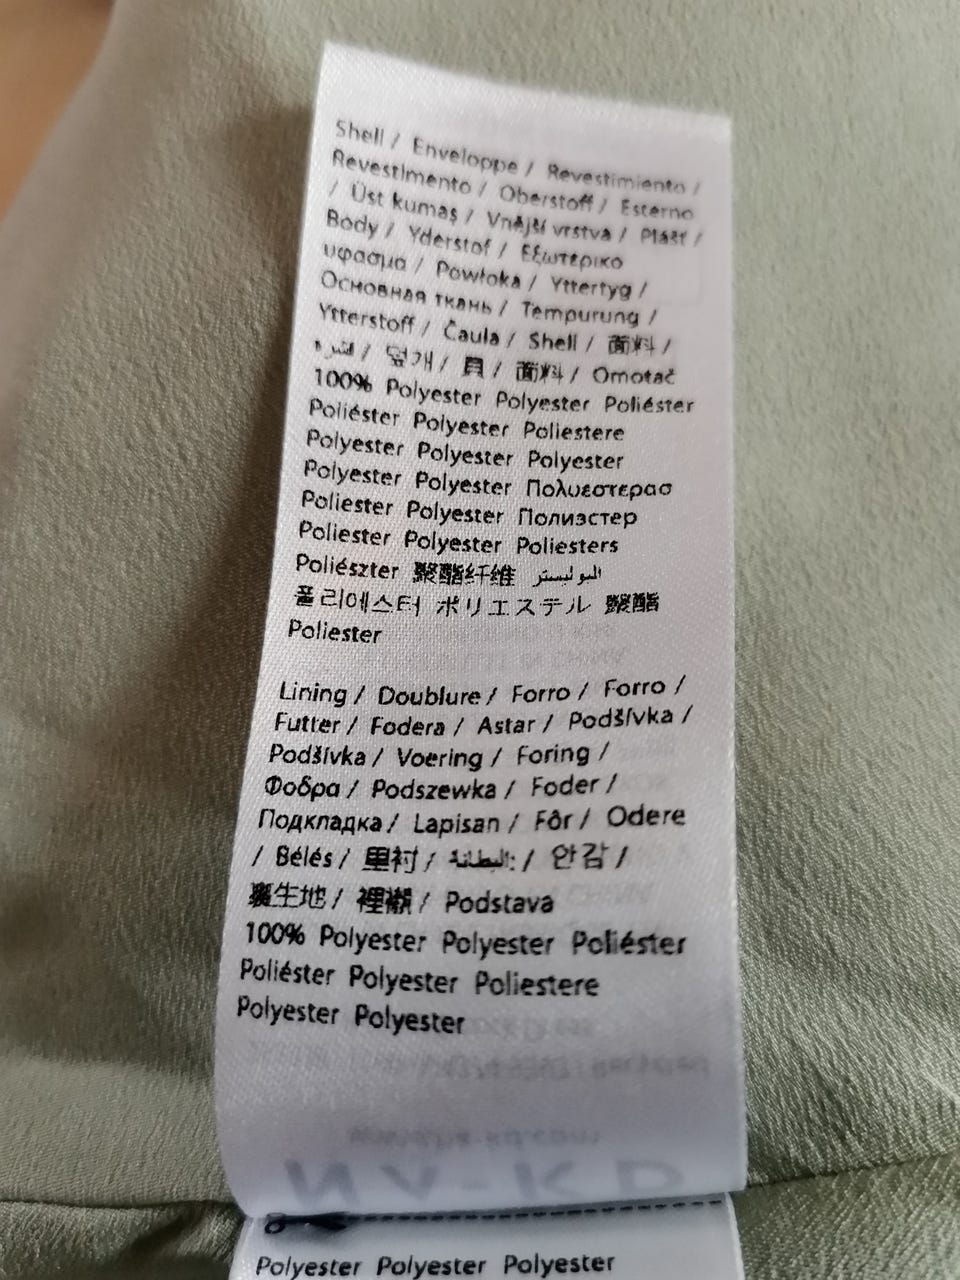 Shell / Enveloppe / Revestimiento /
Revestimento / Oberstoff / Esterno
/ Üst kumaş / Vnější vrstva / Plášť /
Body / Yderstof / Εξωτερικο
υφασμα / Powłoka / Yttertyg /
Основная ткань / Tempurung /
Ytterstoff / Čaula / Shell / 面料 /
قشرة / 덮개 / 貝 / 面料 / Omotač
100% Polyester Polyester Poliéster
Poliéster Polyester Poliestere
Polyester Polyester Polyester
Polyester Polyester Πολυεστερασ
Poliester Polyester Полиэстер
Poliester Polyester Poliesters
Poliészter 聚酯纤维 البوليستر
폴리에스터 ポリエステル 聚酯
Poliester
Lining / Doublure / Forro / Forro /
Futter / Fodera / Astar / Podšívka /
Podšívka / Voering / Foring /
Φοδρα / Podszewka / Foder /
Подкладка / Lapisan / Fôr / Odere
/ Bélés / 里衬 / البطانة: / 안감 /
裏生地 / 裡襯 / Podstava
100% Polyester Polyester Poliéster
Poliéster Polyester Poliestere
Polyester Polyester
8
Polyester Polyester Polyester